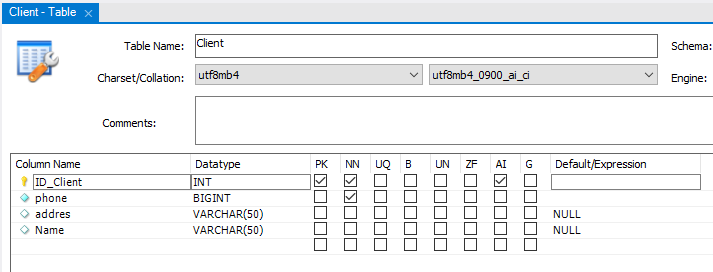 Client - Table ×
Table Name: Client Schema:
Charset/Collation: utf8mb4 utf8mb4_0900_ai_ci Engine:
Comments:
Column Name Datatype PK NN UQ B UN ZF AI G Default/Expression
ID_Client INT
phone BIGINT
addres VARCHAR(50) NULL
Name VARCHAR(50) NULL